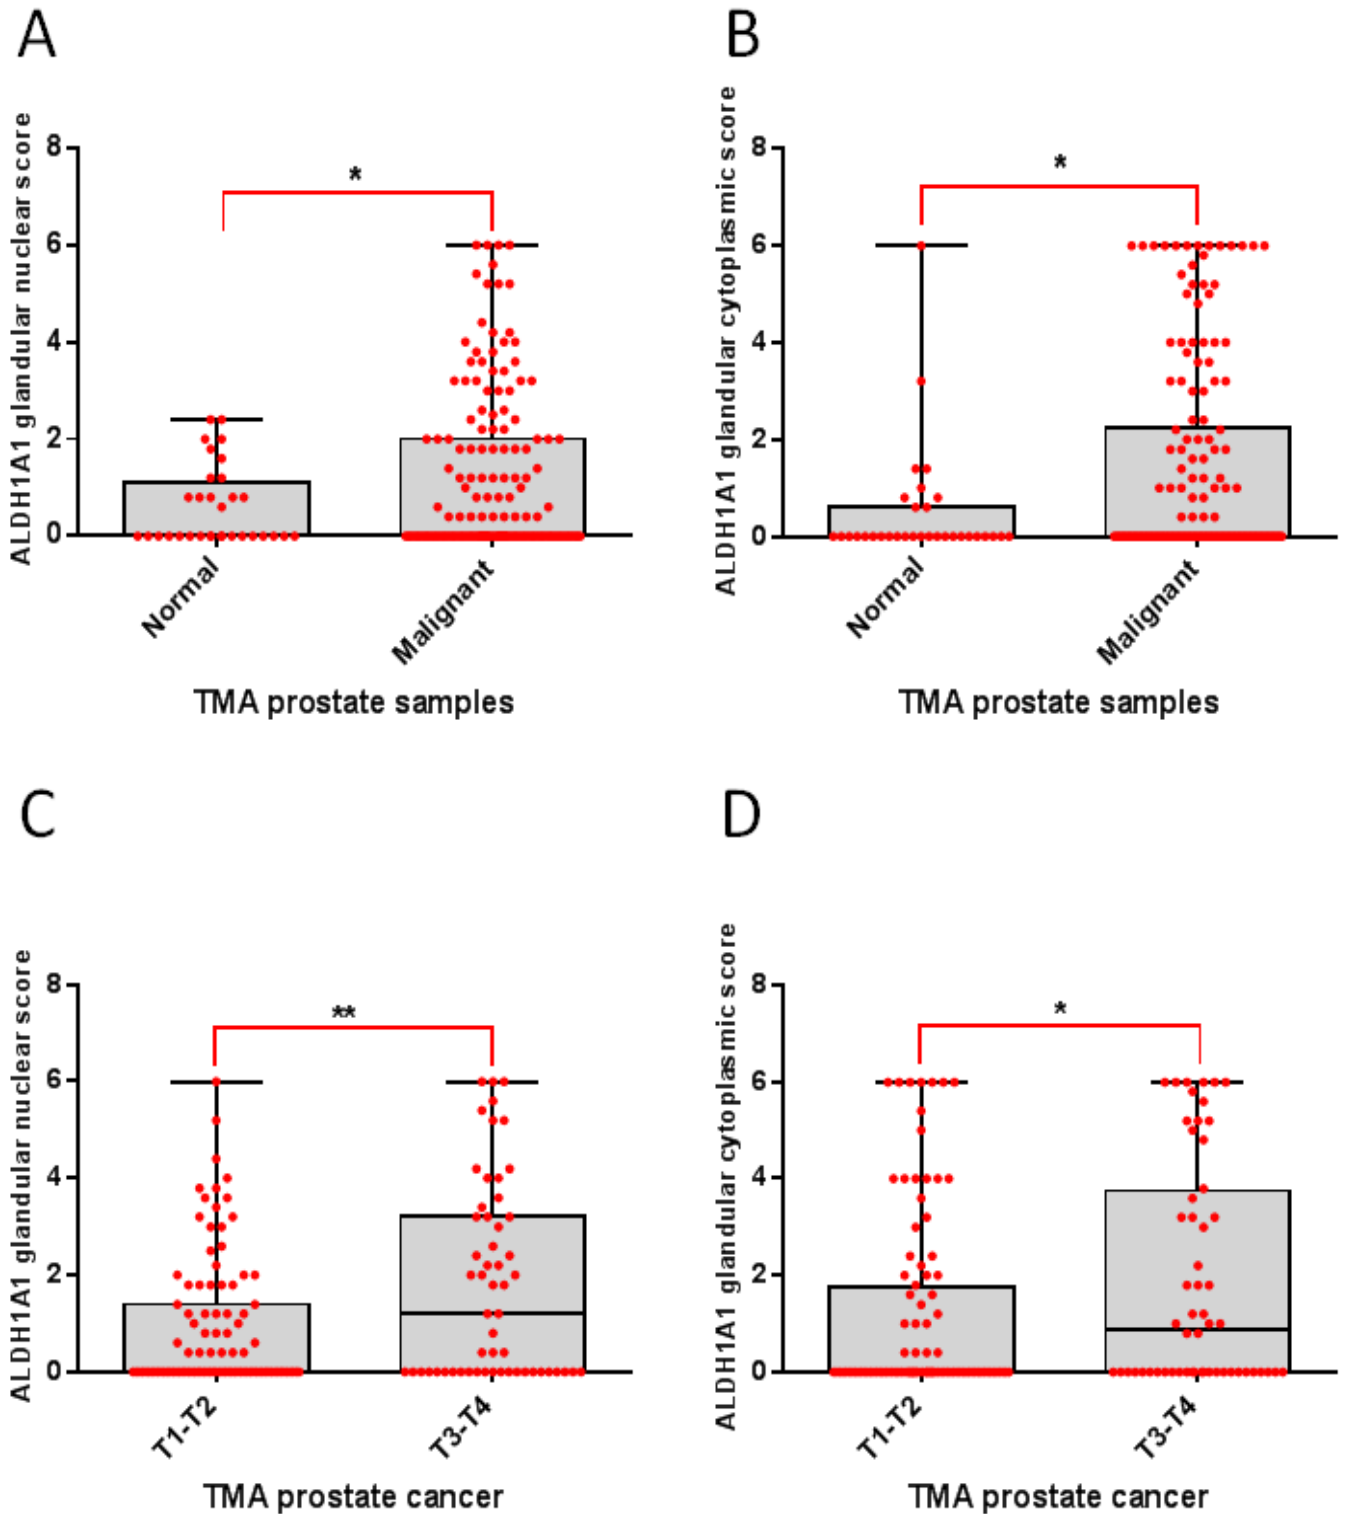 A
ALDH1A1 glandular nuclear score
8
6
4
2
0
*
Normal
Malignant
TMA prostate samples
B
ALDH1A1 glandular cytoplasmic score
8
6
4
2
0
*
Normal
Malignant
TMA prostate samples
C
ALDH1A1 glandular nuclear score
8
6
4
2
0
**
T1-T2
T3-T4
TMA prostate cancer
D
ALDH1A1 glandular cytoplasmic score
8
6
4
2
0
*
T1-T2
T3-T4
TMA prostate cancer